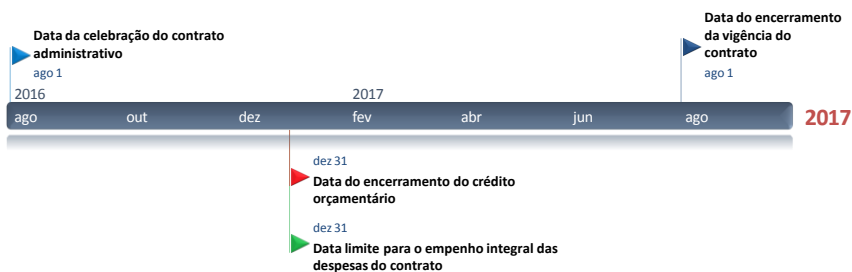 Data da celebração do contrato
administrativo
ago 1
Data do encerramento
da vigência do
contrato
ago 1
2016
2017
ago out dez fev abr jun ago
2017
dez 31
Data do encerramento do crédito
orçamentário
dez 31
Data limite para o empenho integral das
despesas do contrato